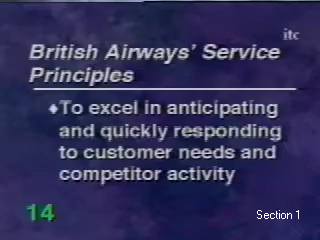 itc
British Airways' Service
Principles
♦To excel in anticipating
and quickly responding
to customer needs and
competitor activity
14
Section 1